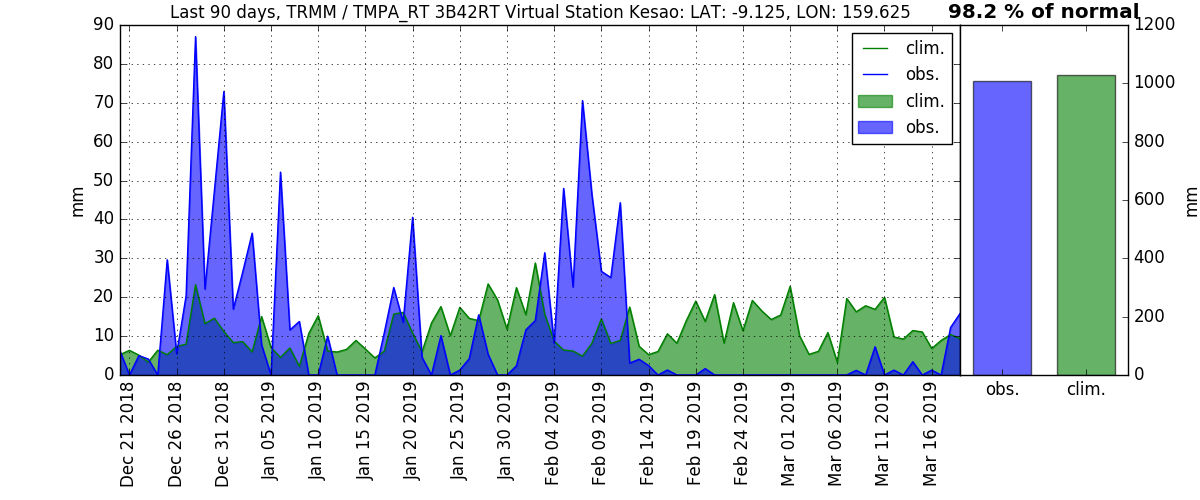 Last 90 days, TRMM / TMPA_RT 3B42RT Virtual Station Kesao: LAT: -9.125, LON: 159.625
98.2 % of normal
90
80
70
60
50
40
30
20
10
0
mm
clim.
obs.
clim.
obs.
Dec 21 2018
Dec 26 2018
Dec 31 2018
Jan 05 2019
Jan 10 2019
Jan 15 2019
Jan 20 2019
Jan 25 2019
Jan 30 2019
Feb 04 2019
Feb 09 2019
Feb 14 2019
Feb 19 2019
Feb 24 2019
Mar 01 2019
Mar 06 2019
Mar 11 2019
Mar 16 2019
1200
1000
800
600
400
200
0
mm
obs.
clim.